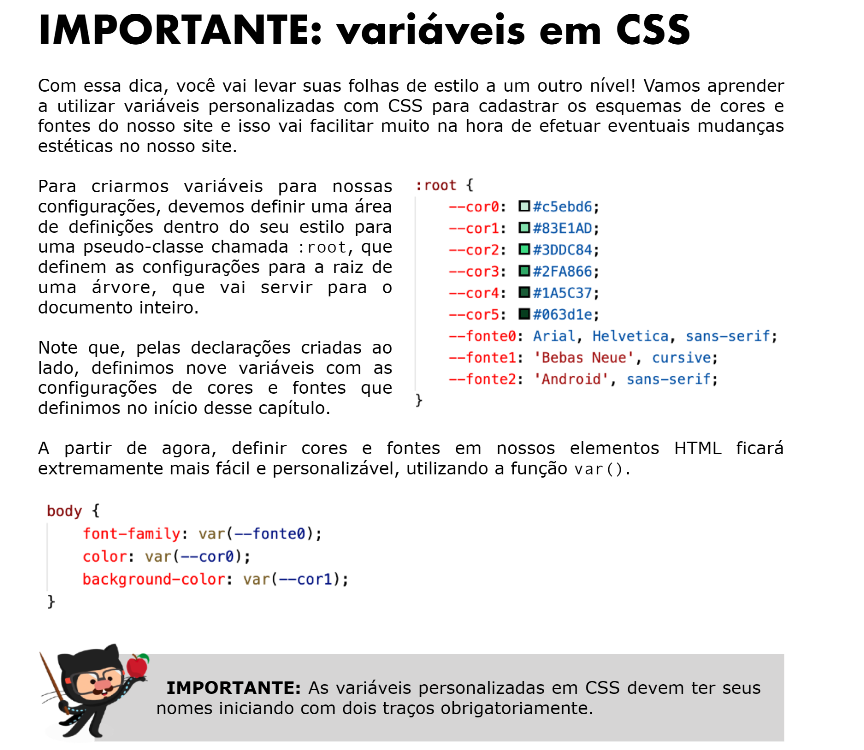 IMPORTANTE: variáveis em CSS
Com essa dica, você vai levar suas folhas de estilo a um outro nível! Vamos aprender
a utilizar variáveis personalizadas com CSS para cadastrar os esquemas de cores e
fontes do nosso site e isso vai facilitar muito na hora de efetuar eventuais mudanças
estéticas no nosso site.
Para criarmos variáveis para nossas
configurações, devemos definir uma área
de definições dentro do seu estilo para
uma pseudo-classe chamada :root, que
definem as configurações para a raiz de
uma árvore, que vai servir para o
documento inteiro.
Note que, pelas declarações criadas ao
lado, definimos nove variáveis com as
configurações de cores e fontes que
definimos no início desse capítulo.
:root {
--cor0: #c5ebd6;
--cor1: #83E1AD;
--cor2: #3DDC84;
--cor3: #2FA866;
--cor4: #1A5C37;
--cor5: #063d1e;
--fonte0: Arial, Helvetica, sans-serif;
--fonte1: 'Bebas Neue', cursive;
--fonte2: 'Android', sans-serif;
}
A partir de agora, definir cores e fontes em nossos elementos HTML ficará
extremamente mais fácil e personalizável, utilizando a função var().
body {
font-family: var(--fonte0);
color: var(--cor0);
background-color: var(--cor1);
}
IMPORTANTE: As variáveis personalizadas em CSS devem ter seus
nomes iniciando com dois traços obrigatoriamente.